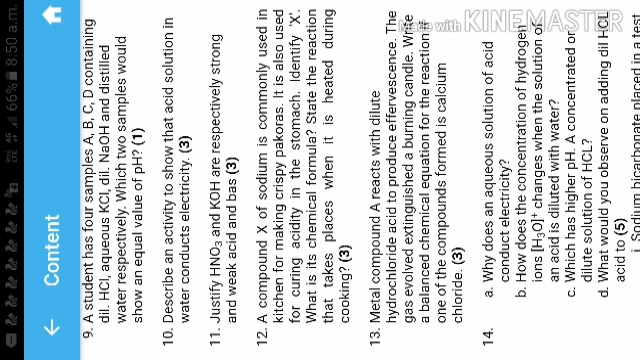 66% 8:50 a.m.
Content
9. A student has four samples A, B, C, D containing
dil. HCl, aqueous KCl, dil. NaOH and distilled
water respectively. Which two samples would
show an equal value of pH? (1)
10. Describe an activity to show that acid solution in
water conducts electricity. (3)
11. Justify HNO3 and KOH are respectively strong
and weak acid and bas (3)
12. A compound X of sodium is commonly used in
kitchen for making crispy pakoras. It is also used
for curing acidity in the stomach. Identify 'X'.
What is its chemical formula? State the reaction
that takes places when it is heated during
cooking? (3)
13. Metal compound A reacts with dilute
hydrochloride acid to produce effervescence. The
gas evolved extinguished a burning candle. Write
a balanced chemical equation for the reaction if
one of the compounds formed is calcium
chloride. (3)
14.
a. Why does an aqueous solution of acid
conduct electricity?
b. How does the concentration of hydrogen
ions [H3O]+ changes when the solution of
an acid is diluted with water?
c. Which has higher pH. A concentrated or
dilute solution of HCL?
d. What would you observe on adding dil HCL
acid to (5)
i. Sodium bicarbonate placed in a test
Made with KINEMASTER